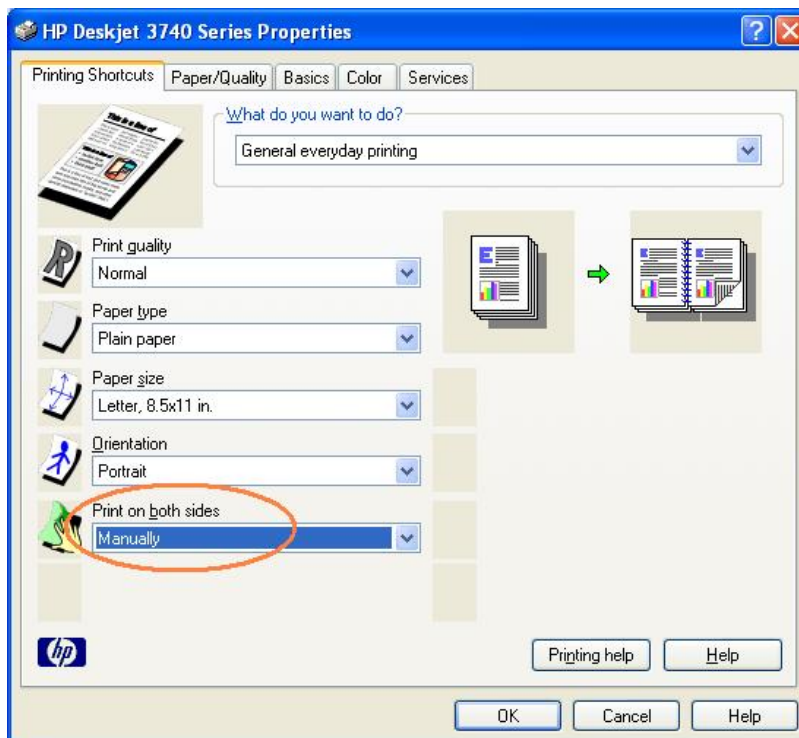 HP Deskjet 3740 Series Properties
Printing Shortcuts Paper/Quality Basics Color Services
What do you want to do?
General everyday printing
Print quality
Normal
Paper type
Plain paper
Paper size
Letter, 8.5x11 in.
Orientation
Portrait
Print on both sides
Manually
hp
Printing help Help
OK Cancel Help